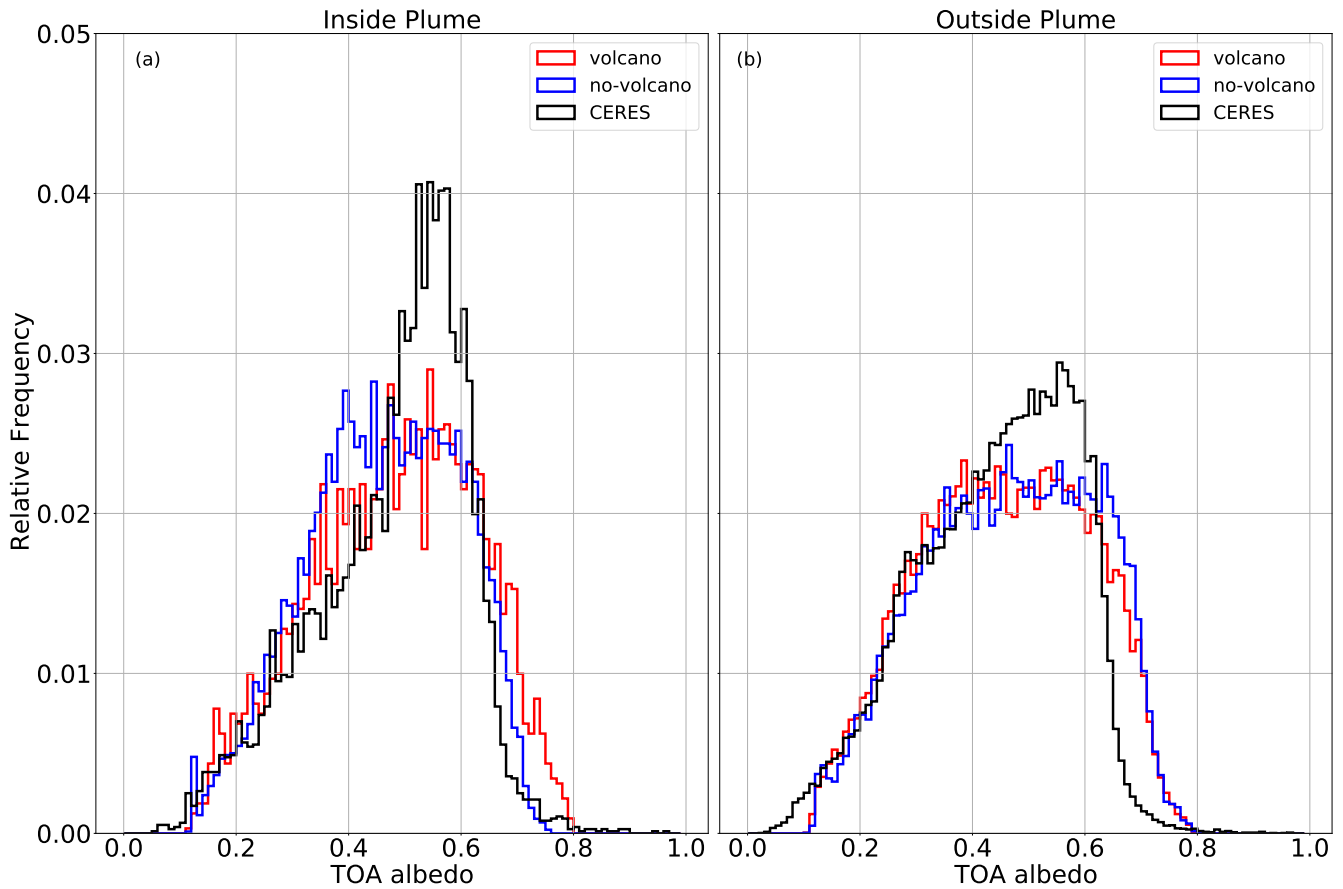 Inside Plume
Outside Plume
(a)
volcano
no-volcano
CERES
(b)
volcano
no-volcano
CERES
Relative Frequency
0.05
0.04
0.03
0.02
0.01
0.00
0.0 0.2 0.4 0.6 0.8 1.0
0.0 0.2 0.4 0.6 0.8 1.0
TOA albedo
TOA albedo